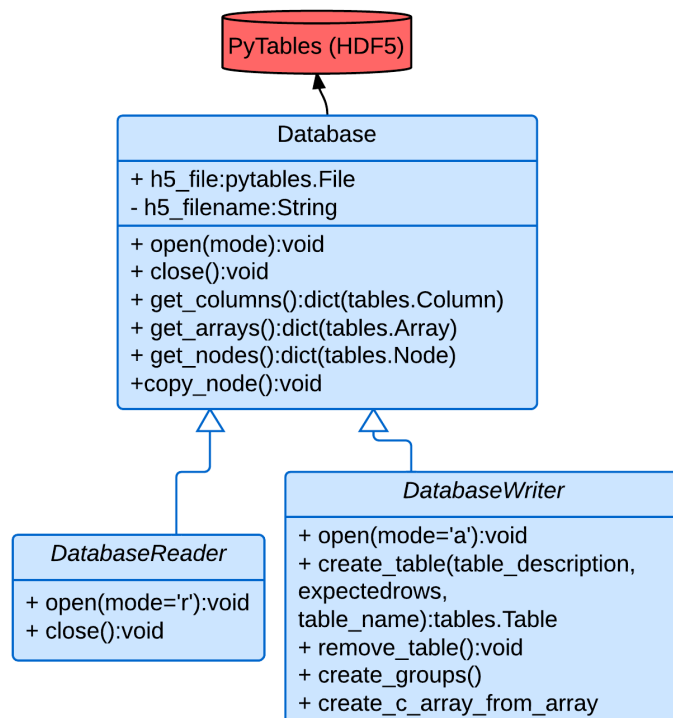 PyTables (HDF5)
Database
+ h5_file:pytables.File
- h5_filename:String
+ open(mode):void
+ close():void
+ get_columns():dict(tables.Column)
+ get_arrays():dict(tables.Array)
+ get_nodes():dict(tables.Node)
+copy_node():void
DatabaseReader
+ open(mode='r'):void
+ close():void
DatabaseWriter
+ open(mode='a'):void
+ create_table(table_description,
expectedrows,
table_name):tables.Table
+ remove_table():void
+ create_groups()
+ create_c_array_from_array